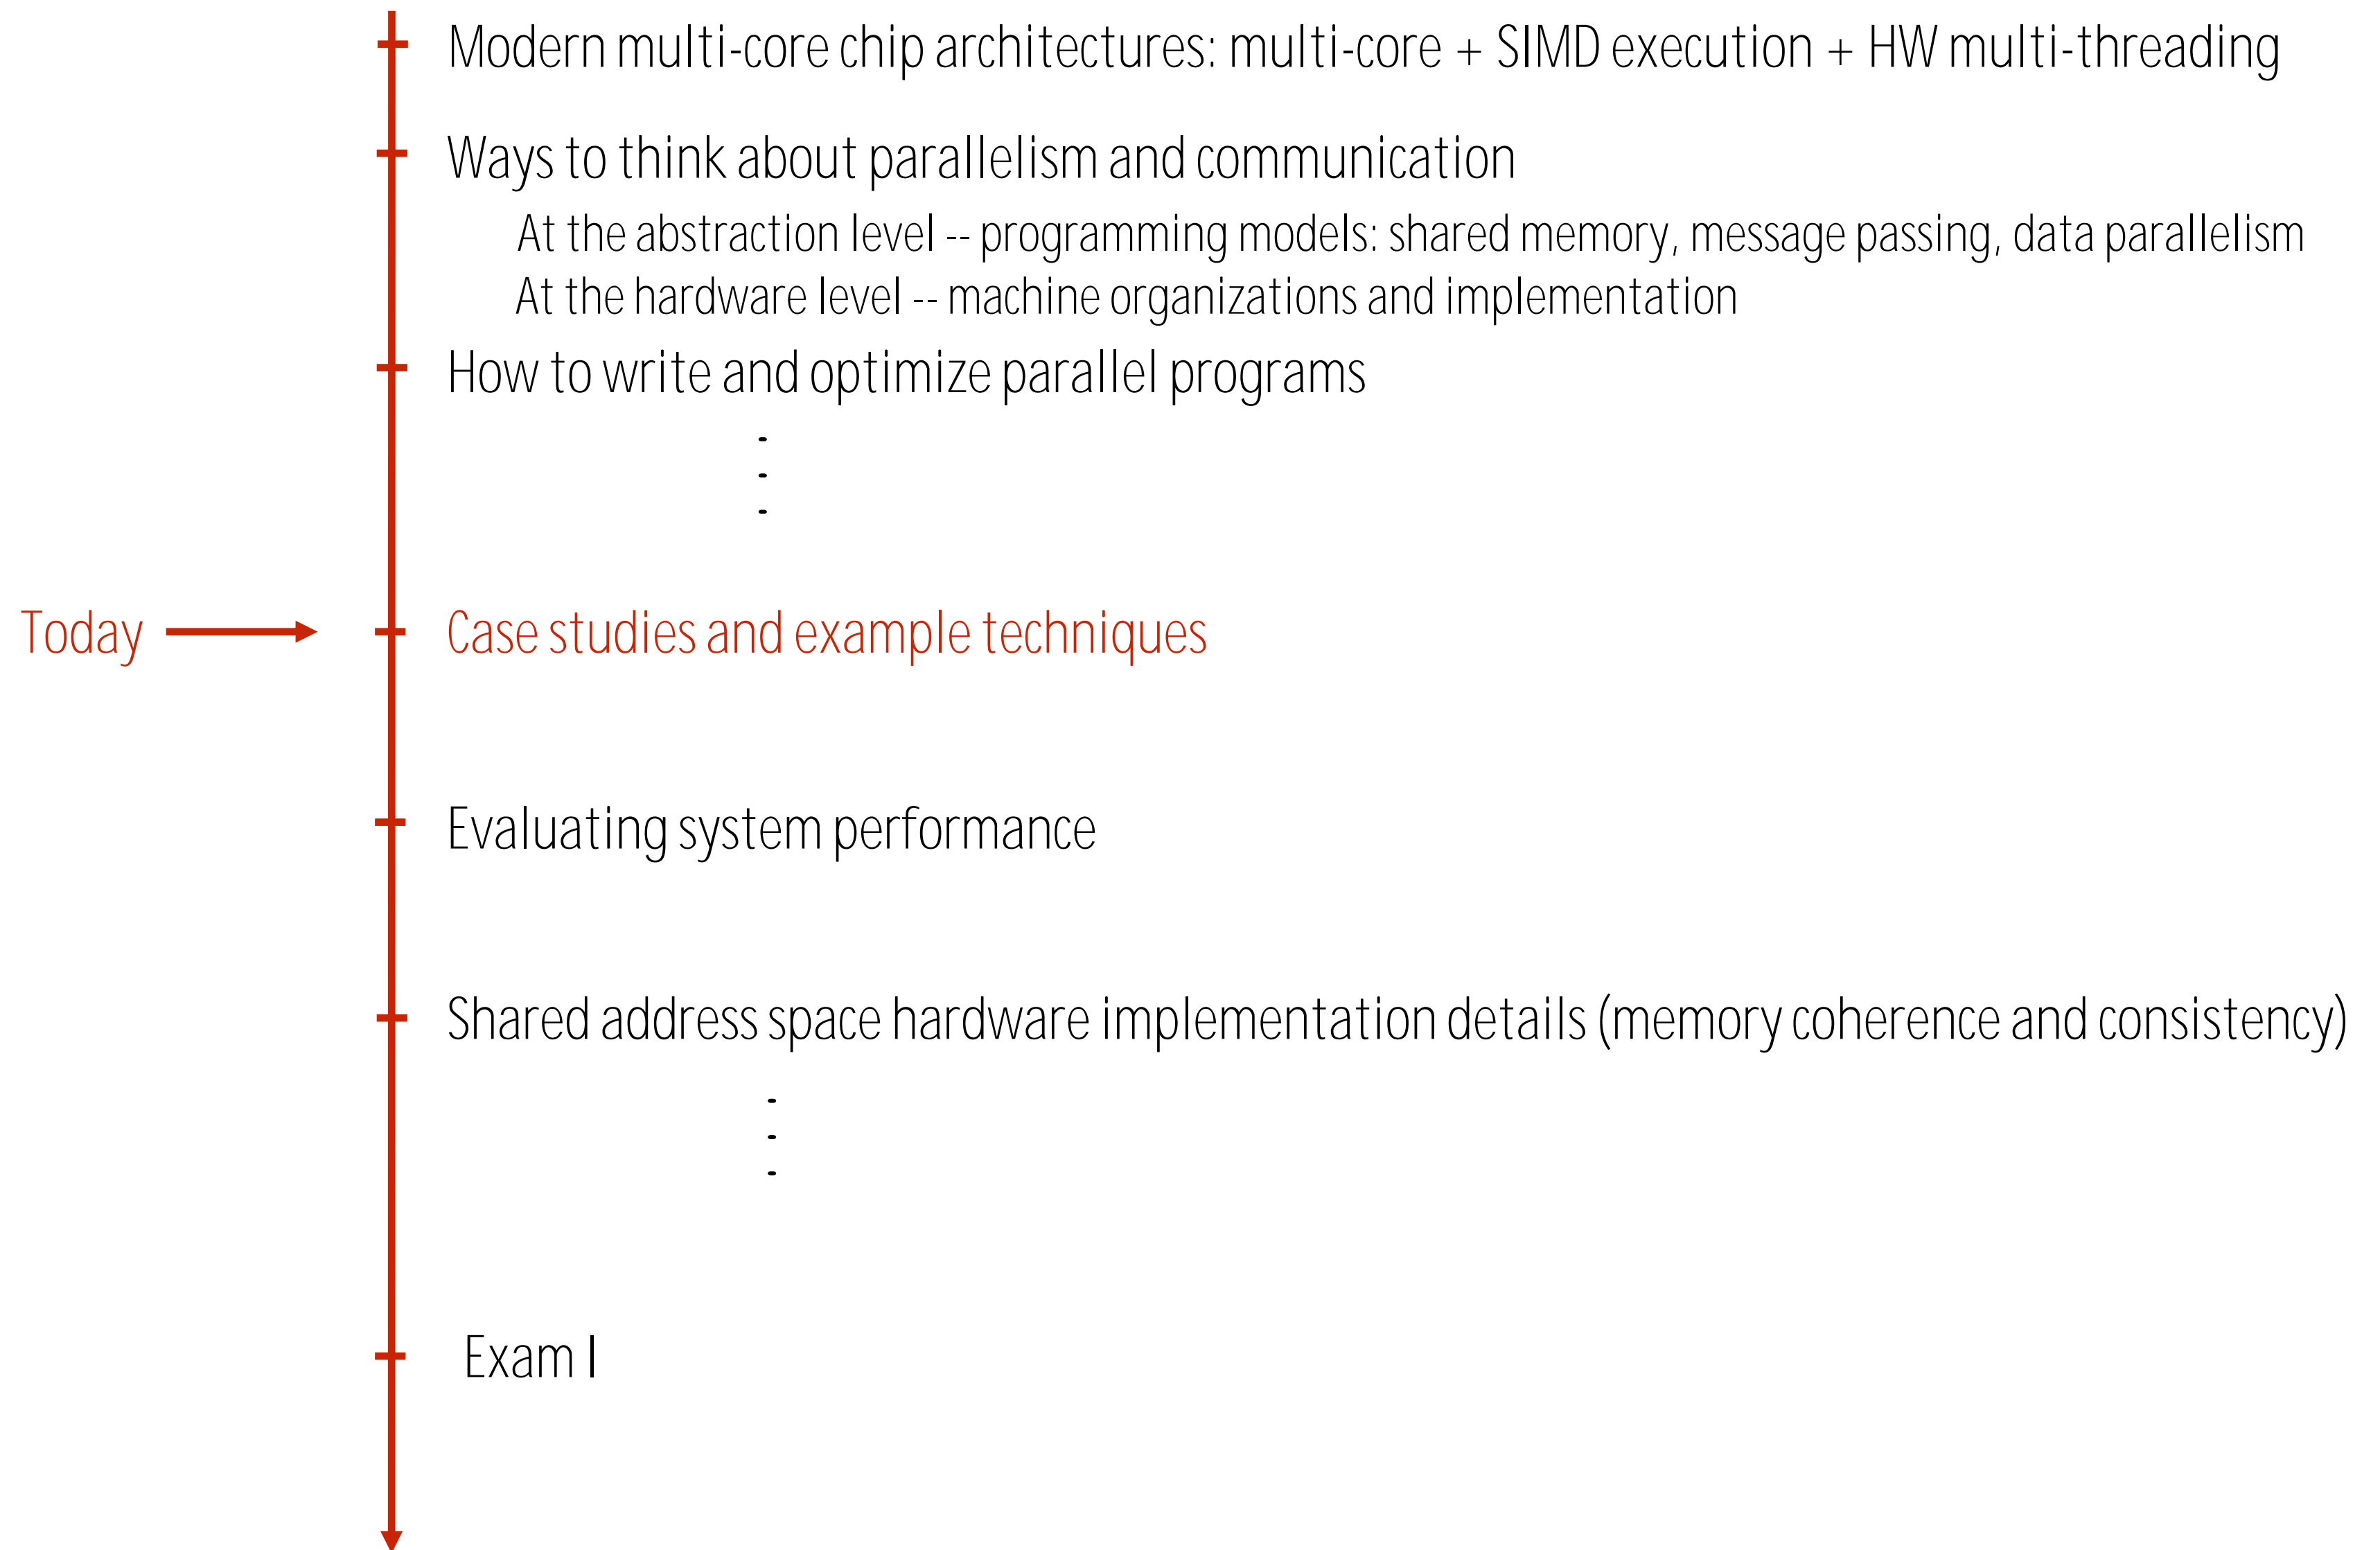 Modern multi-core chip architectures: multi-core + SIMD execution + HW multi-threading
Ways to think about parallelism and communication
At the abstraction level -- programming models: shared memory, message passing, data parallelism
At the hardware level -- machine organizations and implementation
How to write and optimize parallel programs
Today
Case studies and example techniques
Evaluating system performance
Shared address space hardware implementation details (memory coherence and consistency)
Exam I